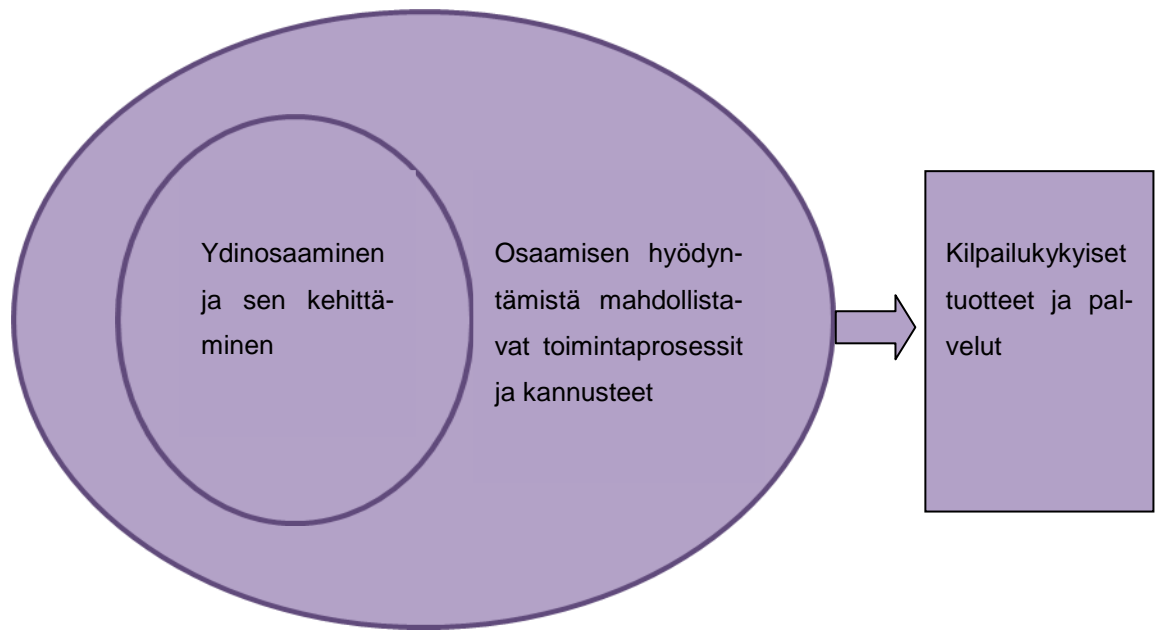 Ydinosaaminen
ja sen kehittä-
minen
Osaamisen hyödyn-
tämistä mahdollista-
vat toimintaprosessit
ja kannusteet
Kilpailukykyiset
tuotteet ja pal-
velut